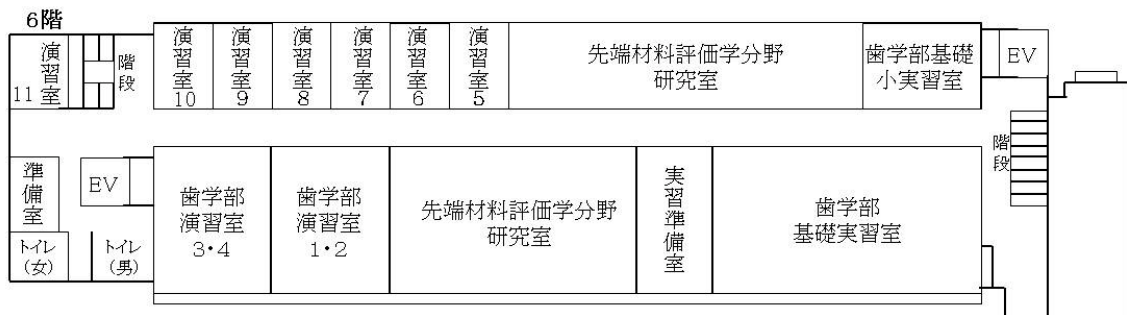 6階
演習室
11
階段
演習室
10
演習室
9
演習室
8
演習室
7
演習室
6
演習室
5
先端材料評価学分野
研究室
歯学部基礎
小実習室
EV
階段
準備室
EV
トイレ
(女)
トイレ
(男)
歯学部
演習室
3・4
歯学部
演習室
1・2
先端材料評価学分野
研究室
実習準備室
歯学部
基礎実習室